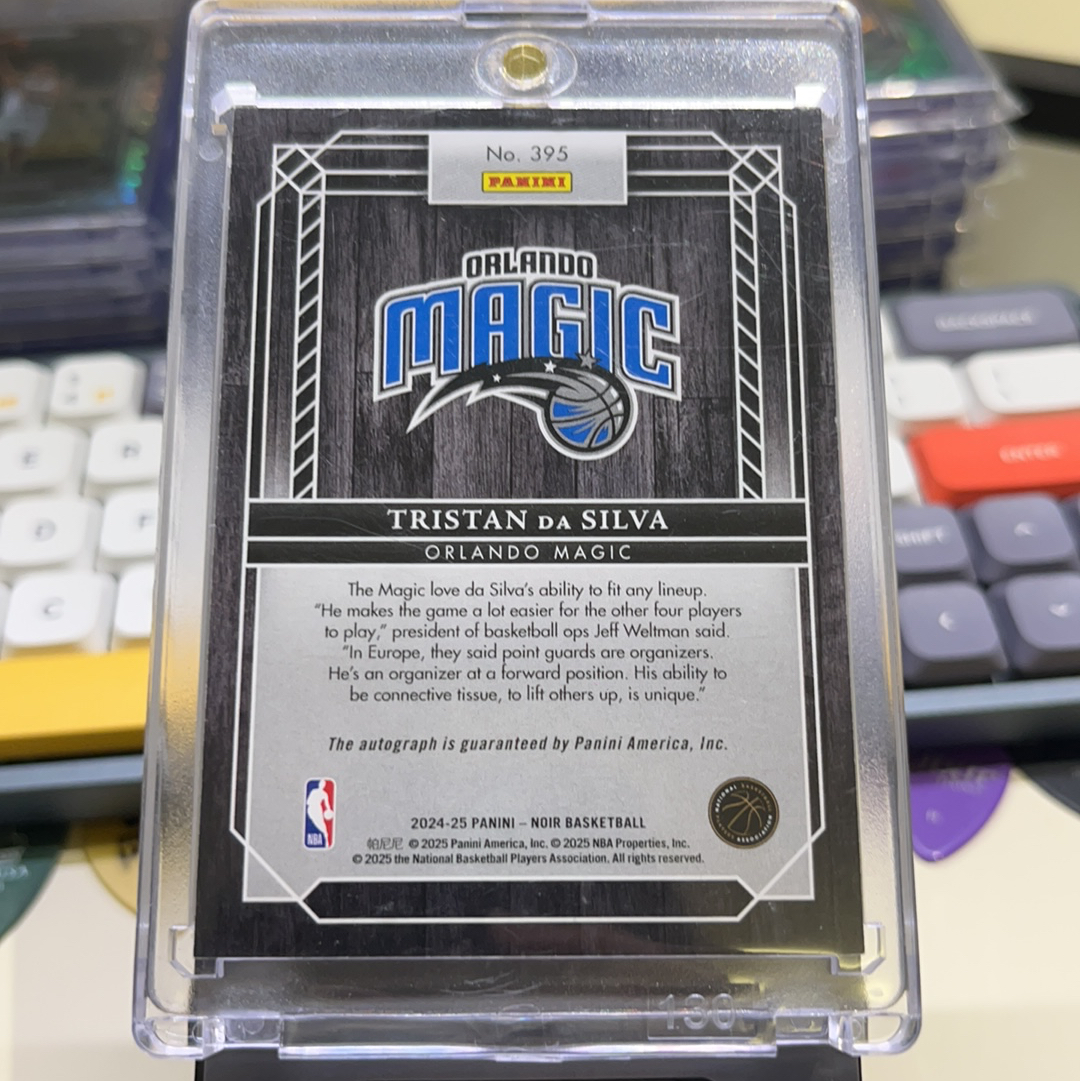 No. 395
PANINI
ORLANDO
MAGIC
TRISTAN DA SILVA
ORLANDO MAGIC
The Magic love da Silva's ability to fit any lineup.
"He makes the game a lot easier for the other four players
to play," president of basketball ops Jeff Weltman said.
"In Europe, they said point guards are organizers.
He's an organizer at a forward position. His ability to
be connective tissue, to lift others up, is unique."
The autograph is guaranteed by Panini America, Inc.
NBA
2024-25 PANINI – NOIR BASKETBALL
帕尼尼 © 2025 Panini America, Inc. © 2025 NBA Properties, Inc.
© 2025 the National Basketball Players Association. All rights reserved.
ENTER
SHIFT
D
F
C